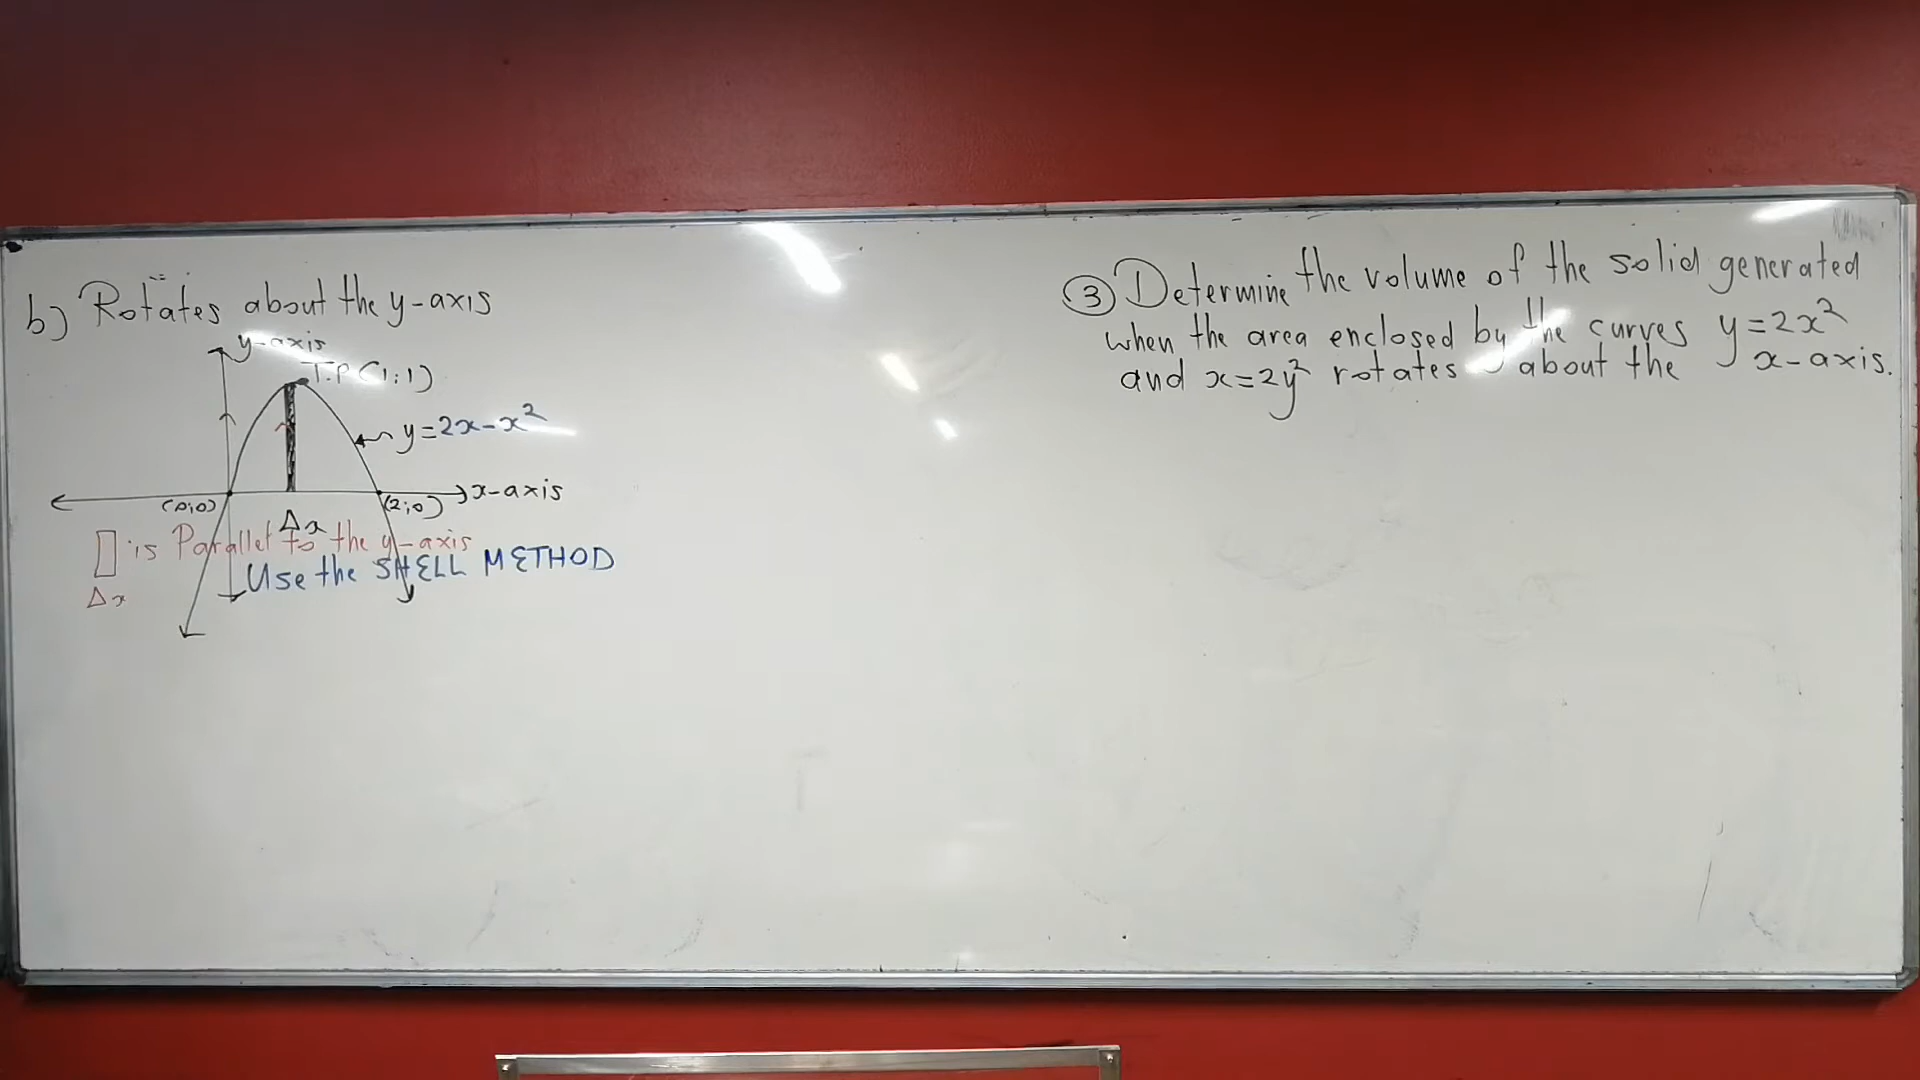 b) Rotates about the y-axis
y-axis
T.P (1;1)
y=2x-x²
x-axis
(0;0)
(2;0)
Δx
is Parallel to the y-axis
Δx
Use the SHELL METHOD
③ Determine the volume of the solid generated
when the area enclosed by the curves y=2x²
and x=2y² rotates about the x-axis.